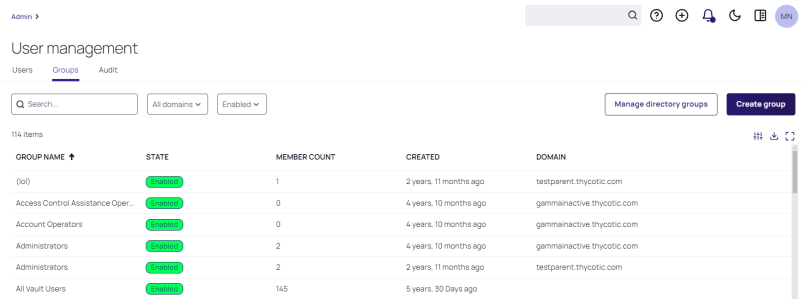 Admin >
MN
User management
Users Groups Audit
Search... All domains Enabled Manage directory groups Create group
114 items
GROUP NAME ↑ STATE MEMBER COUNT CREATED DOMAIN
(lol) Enabled 1 2 years, 11 months ago testparent.thycotic.com
Access Control Assistance Oper... Enabled 0 4 years, 10 months ago gammainactive.thycotic.com
Account Operators Enabled 0 4 years, 10 months ago gammainactive.thycotic.com
Administrators Enabled 2 4 years, 10 months ago gammainactive.thycotic.com
Administrators Enabled 2 2 years, 11 months ago testparent.thycotic.com
All Vault Users Enabled 145 5 years, 30 Days ago